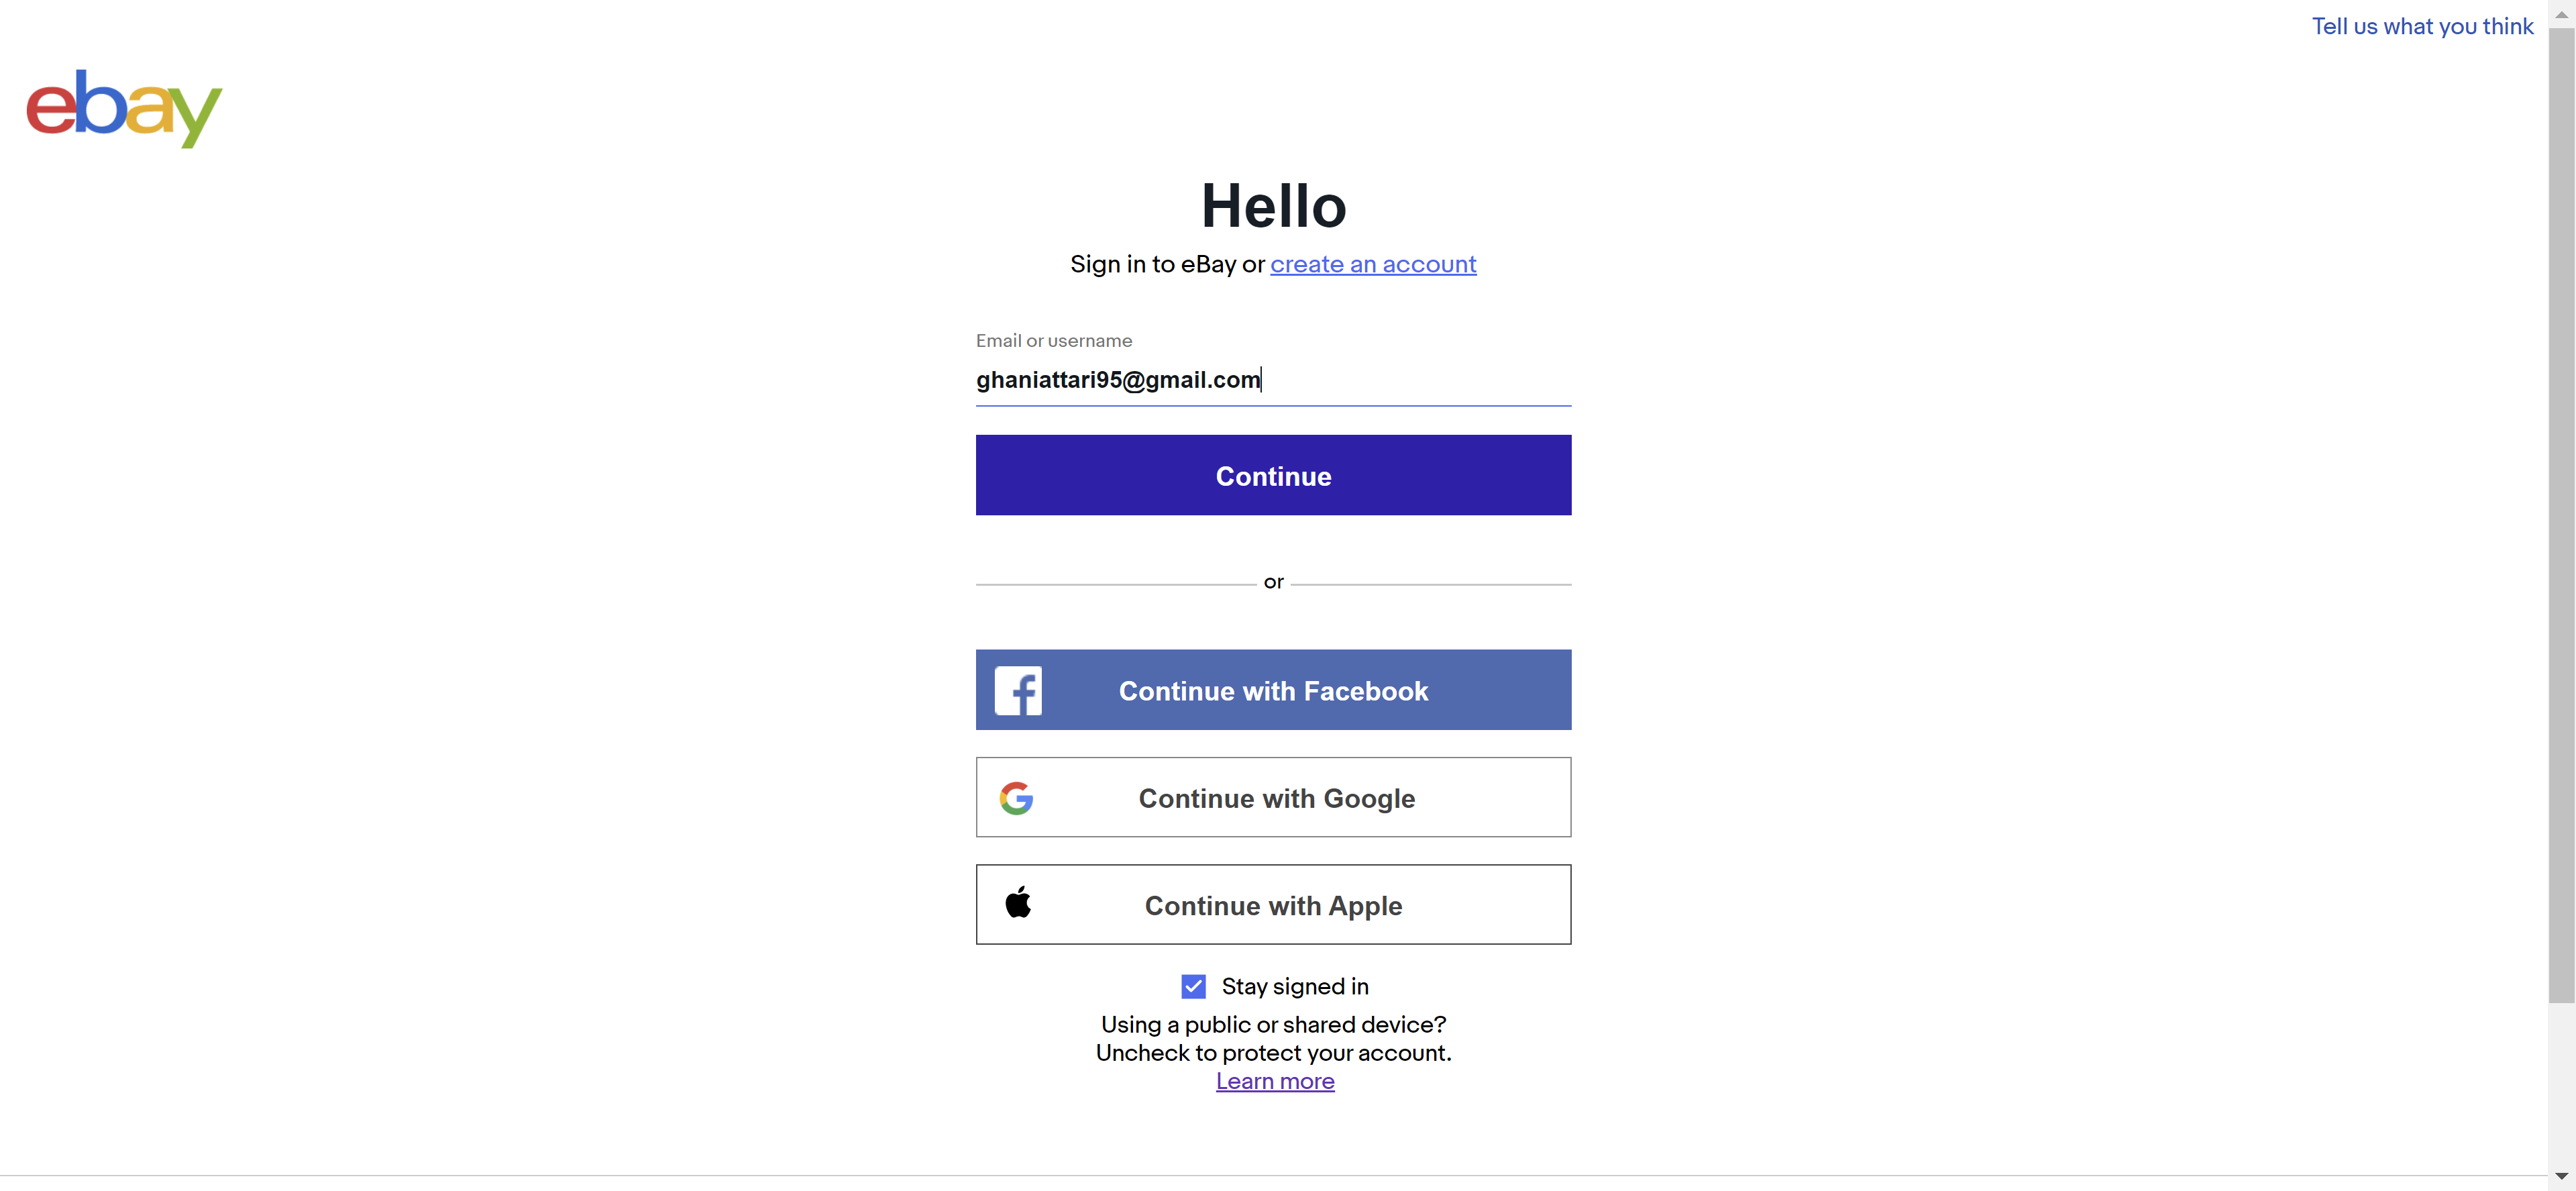 Tell us what you think
ebay
Hello
Sign in to eBay or create an account
Email or username
ghaniattari95@gmail.com
Continue
or
Continue with Facebook
Continue with Google
Continue with Apple
Stay signed in
Using a public or shared device?
Uncheck to protect your account.
Learn more